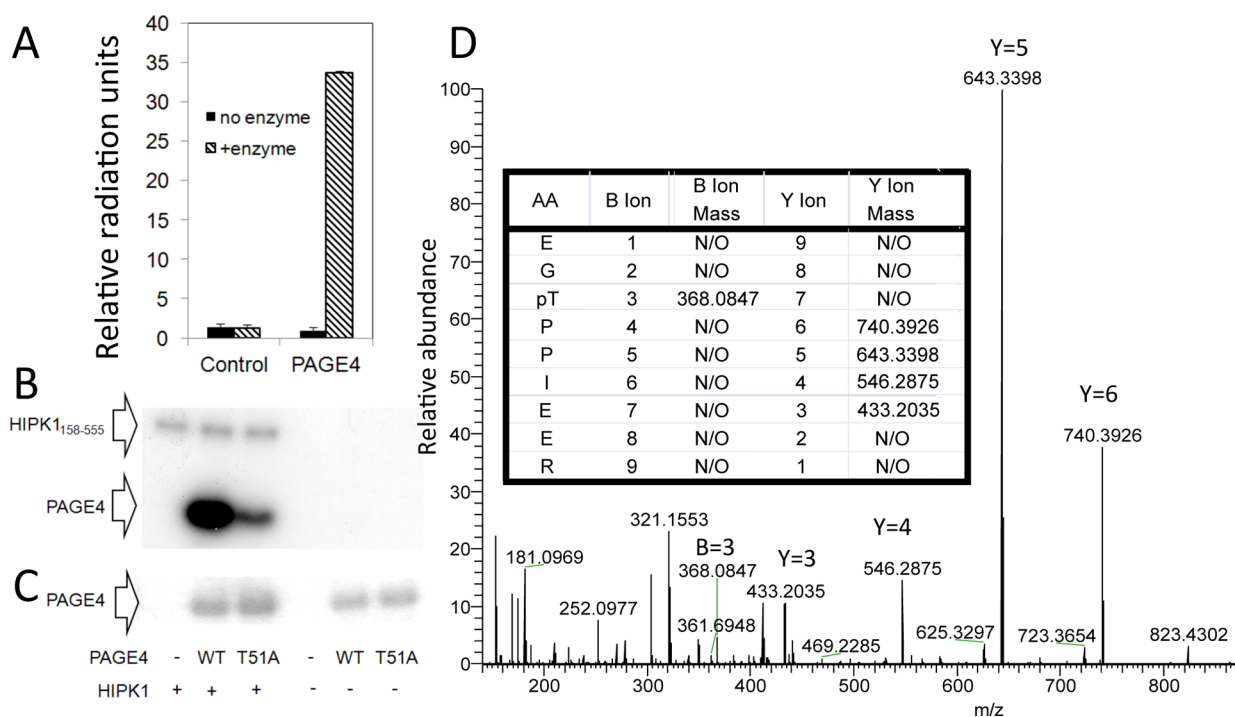 A
Relative radiation units
40
35
30
25
20
15
10
5
0
no enzyme
+enzyme
Control PAGE4
B
HIPK1158-555
PAGE4
C
PAGE4
PAGE4 - WT T51A - WT T51A
HIPK1 + + + - - -
D
Relative abundance
100
90
80
70
60
50
40
30
20
10
0
Y=5
643.3398
Y=6
740.3926
AA B Ion B Ion Mass Y Ion Y Ion Mass
E 1 N/O 9 N/O
G 2 N/O 8 N/O
pT 3 368.0847 7 N/O
P 4 N/O 6 740.3926
P 5 N/O 5 643.3398
I 6 N/O 4 546.2875
E 7 N/O 3 433.2035
E 8 N/O 2 N/O
R 9 N/O 1 N/O
181.0969
252.0977
321.1553
B=3
368.0847
361.6948
Y=3
433.2035
469.2285
Y=4
546.2875
625.3297
723.3654
823.4302
200 300 400 500 600 700 800
m/z